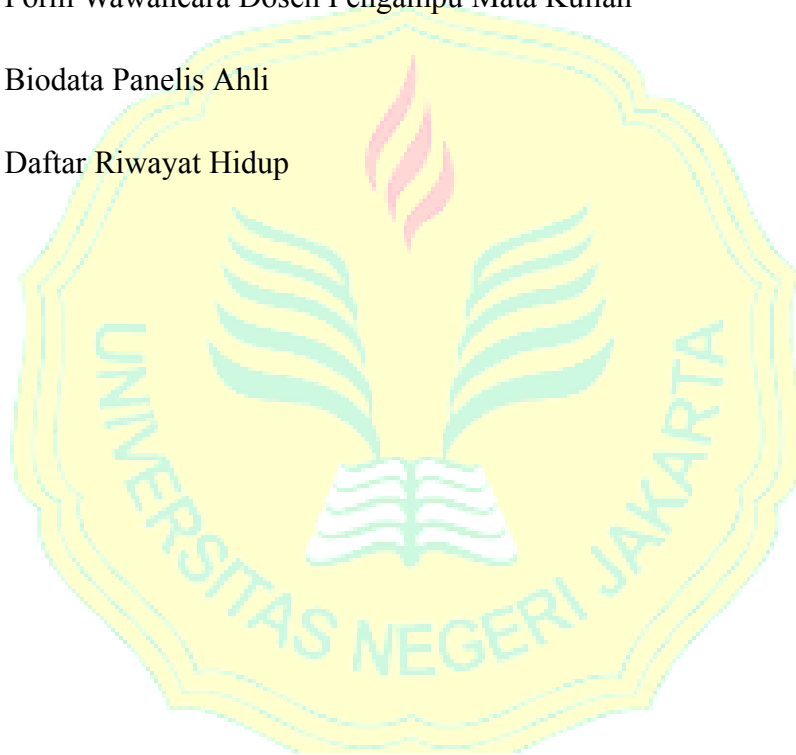 Form Wawancara Dosen Pengampu Mata Kuliah
Biodata Panelis Ahli
Daftar Riwayat Hidup
UNIVERSITAS NEGERI JAKARTA